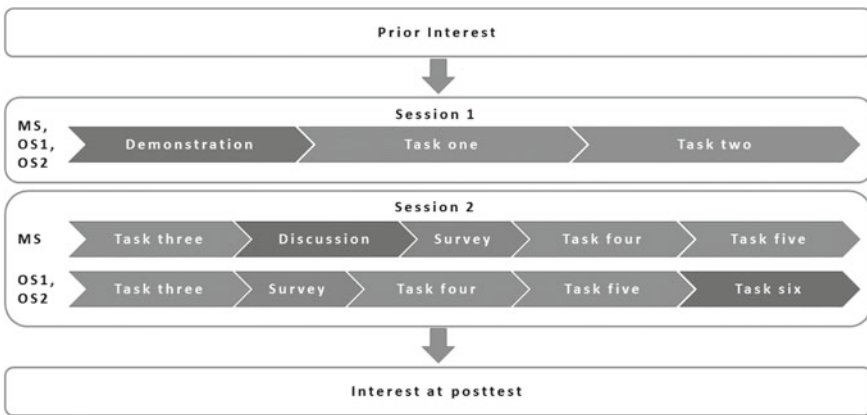 Prior Interest
Session 1
MS,
OS1,
OS2
Demonstration Task one Task two
Session 2
MS
Task three Discussion Survey Task four Task five
OS1,
OS2
Task three Survey Task four Task five Task six
Interest at posttest